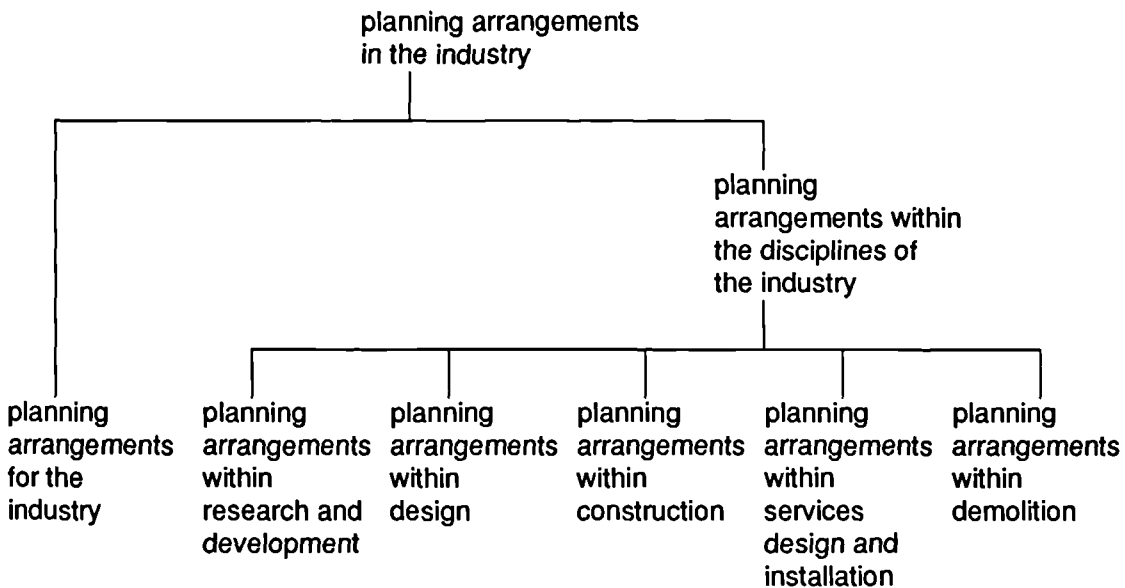 planning arrangements
in the industry
planning
arrangements within
the disciplines of
the industry
planning
arrangements
for the
industry
planning
arrangements
within
research and
development
planning
arrangements
within
design
planning
arrangements
within
construction
planning
arrangements
within
services
design and
installation
planning
arrangements
within
demolition